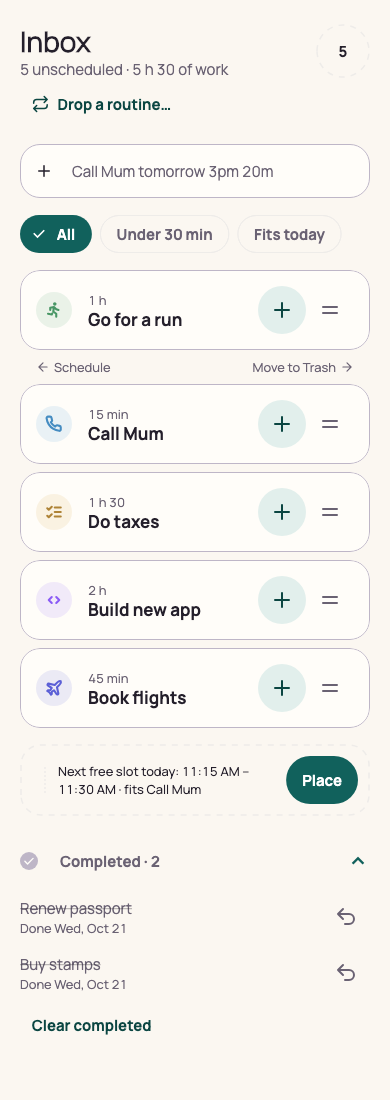 Inbox
5 unscheduled · 5 h 30 of work
5
Drop a routine…
Call Mum tomorrow 3pm 20m
All
Under 30 min
Fits today
1 h
Go for a run
Schedule
Move to Trash
15 min
Call Mum
1 h 30
Do taxes
2 h
Build new app
45 min
Book flights
Next free slot today: 11:15 AM –
11:30 AM · fits Call Mum
Place
Completed · 2
Renew passport
Done Wed, Oct 21
Buy stamps
Done Wed, Oct 21
Clear completed